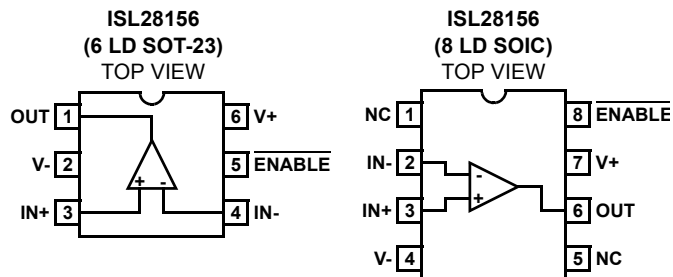 ISL28156
(6 LD SOT-23)
TOP VIEW
OUT 1
6 V+
V- 2
5 ENABLE
+ -
IN+ 3
4 IN-
ISL28156
(8 LD SOIC)
TOP VIEW
NC 1
8 ENABLE
IN- 2
7 V+
-
+
IN+ 3
6 OUT
V- 4
5 NC